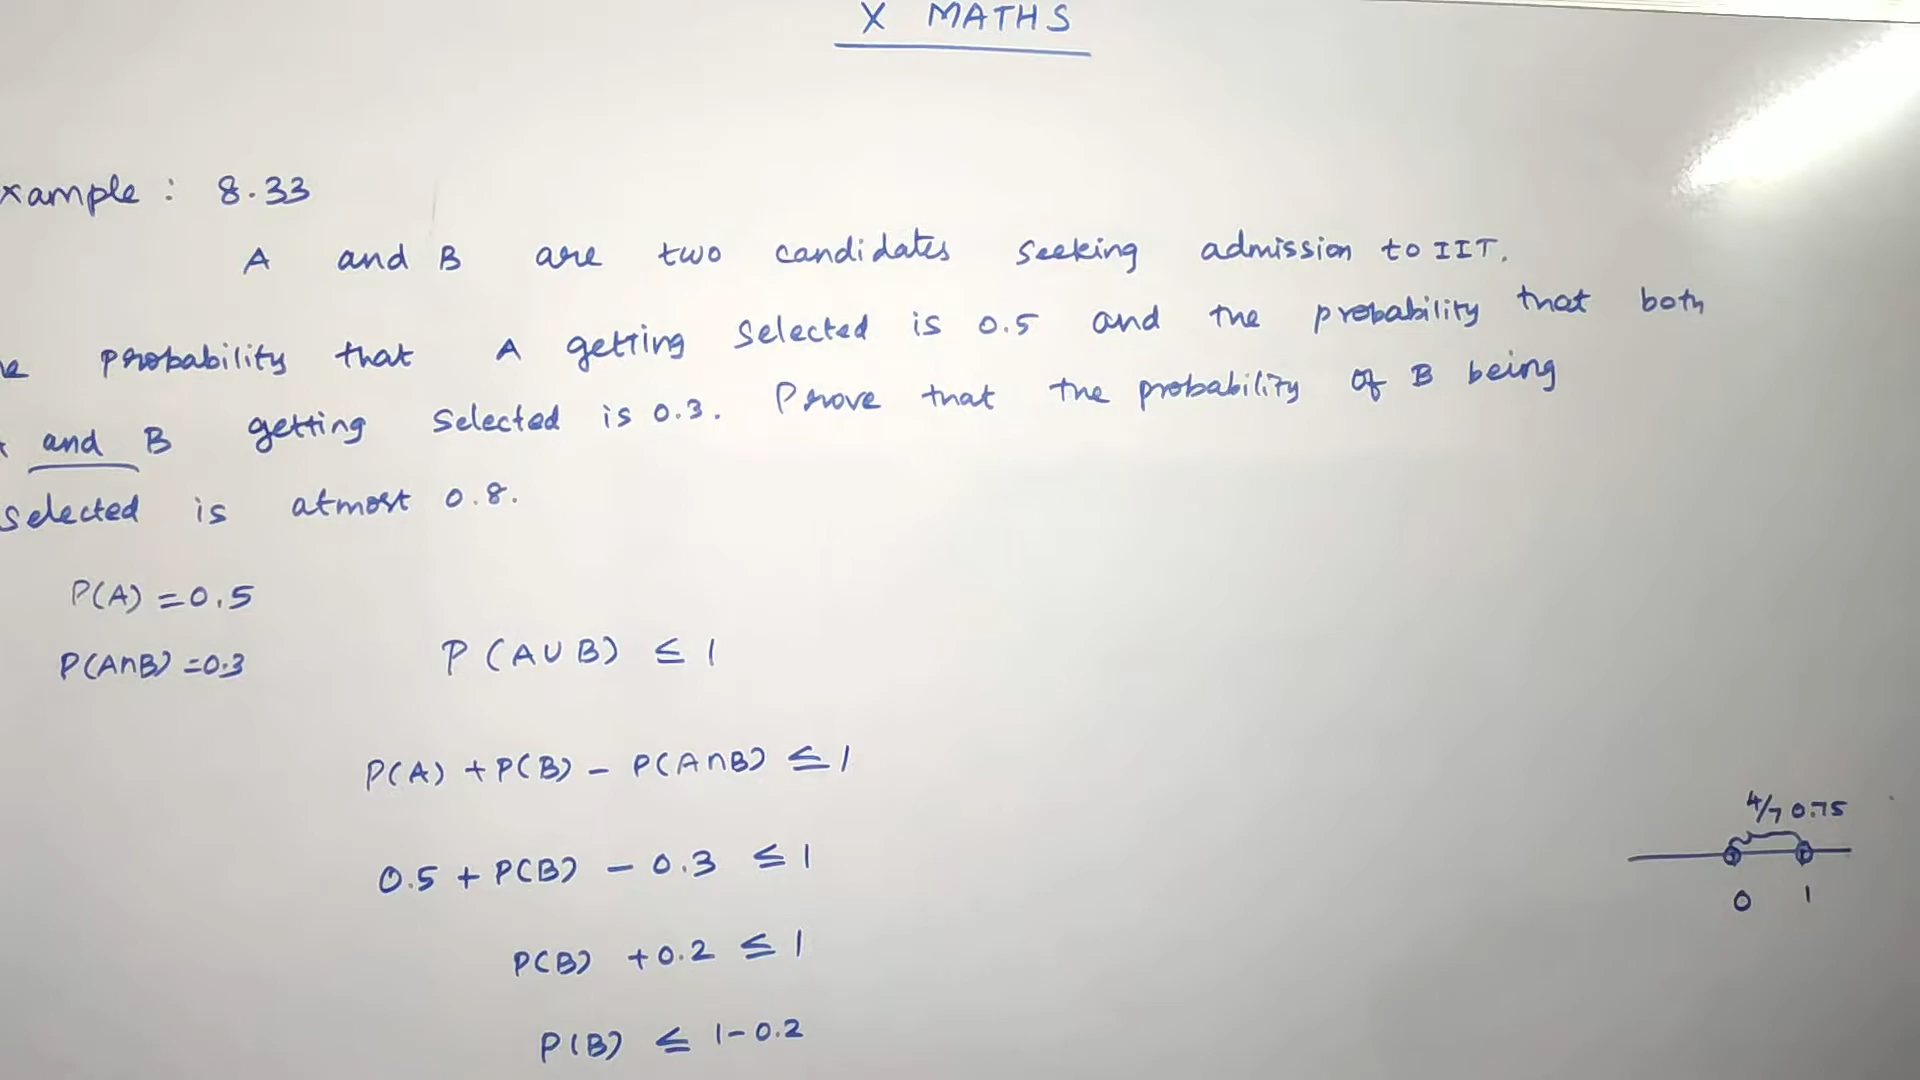 X MATHS
xample : 8.33
A and B are two candidates seeking admission to IIT.
probability that A getting selected is 0.5 and the probability that both
and B getting selected is 0.3. Prove that the probability of B being
selected is atmost 0.8.
P(A) = 0.5
P(A∩B) = 0.3
P(A∪B) ≤ 1
P(A) + P(B) - P(A∩B) ≤ 1
4/7 0.75
0.5 + P(B) - 0.3 ≤ 1
0 1
P(B) + 0.2 ≤ 1
P(B) ≤ 1-0.2